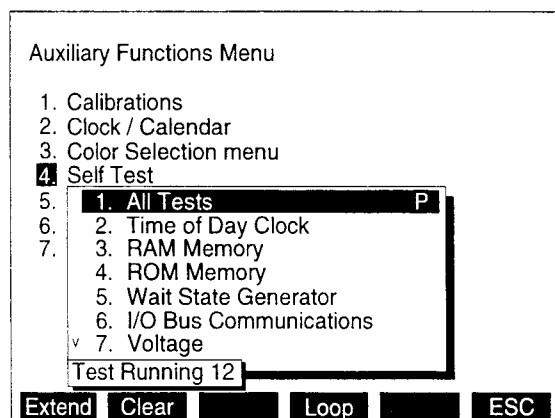 Auxiliary Functions Menu
1. Calibrations
2. Clock / Calendar
3. Color Selection menu
4. Self Test
5. 1. All Tests P
6. 2. Time of Day Clock
7. 3. RAM Memory
4. ROM Memory
5. Wait State Generator
6. I/O Bus Communications
v 7. Voltage
Test Running 12
Extend Clear Loop ESC